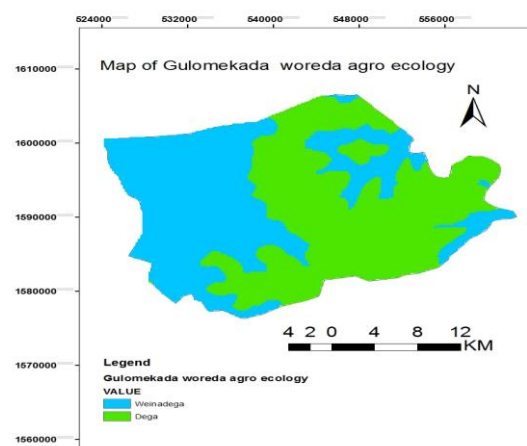 524000 532000 540000 548000 556000
1610000
Map of Gulomekada woreda agro ecology
N
1600000
1590000
1580000
4 2 0 4 8 12
KM
1570000
Legend
Gulomekada woreda agro ecology
VALUE
Weinadega
Dega
1560000